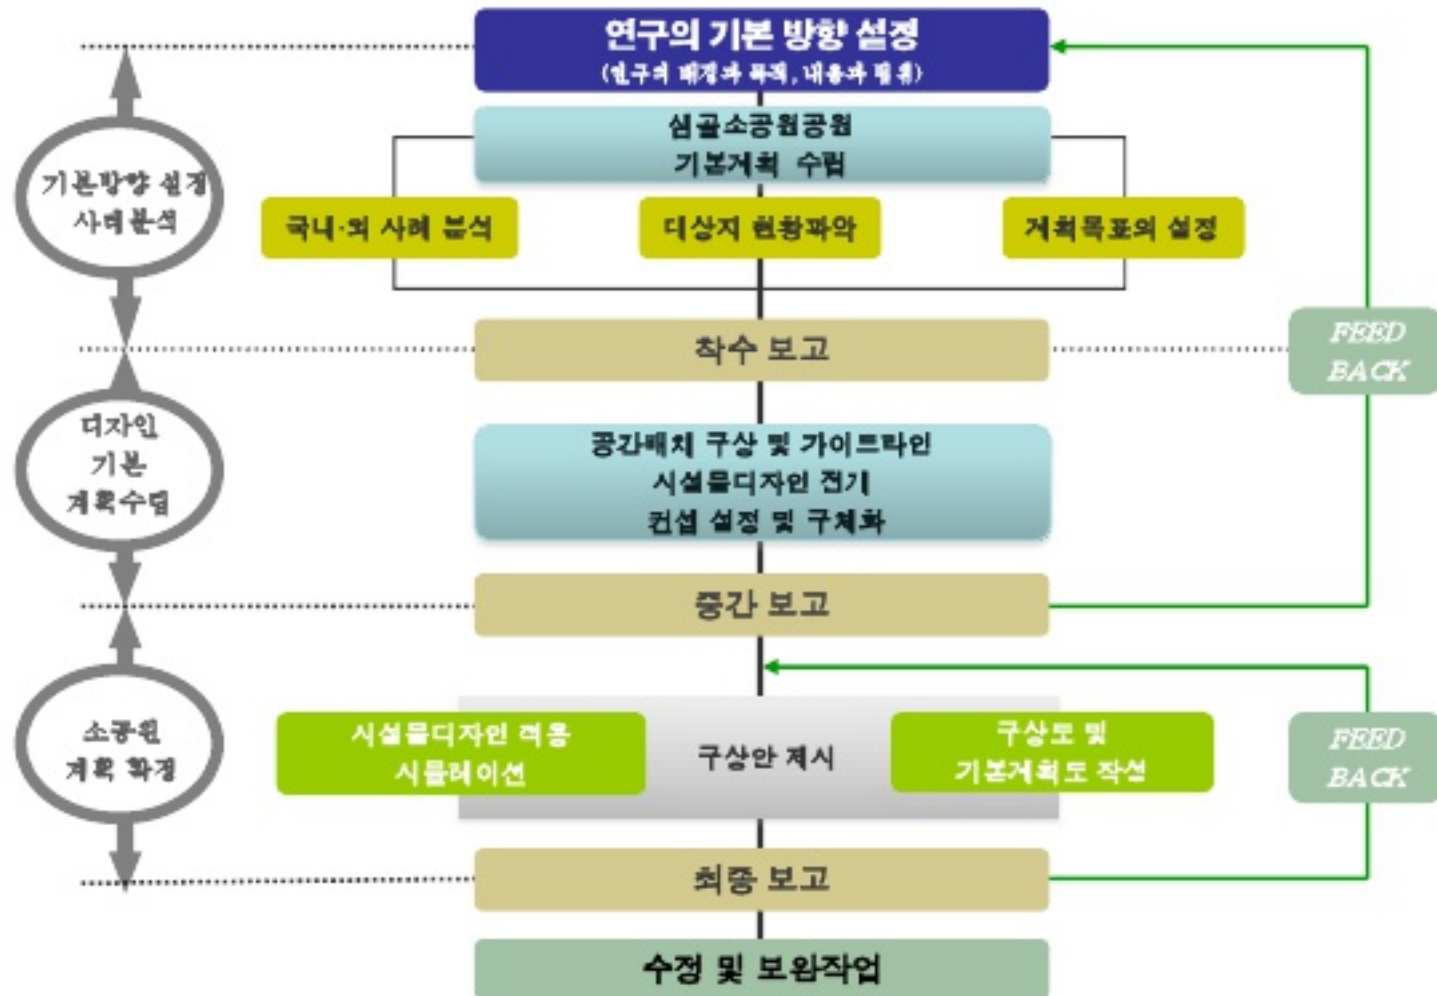 연구의 기본 방향 설정
(연구의 배경과 목적, 내용과 범위)
샘골소공원공원
기본계획 수립
기본방향 설정
사례분석
국내·외 사례 분석
대상지 현황파악
계획목표의 설정
착수 보고
FEED
BACK
디자인
기본
계획수립
공간배치 구상 및 가이드라인
시설물디자인 전개
컨셉 설정 및 구체화
중간 보고
소공원
계획 확정
시설물디자인 적용
시뮬레이션
구상안 제시
구상도 및
기본계획도 작성
FEED
BACK
최종 보고
수정 및 보완작업